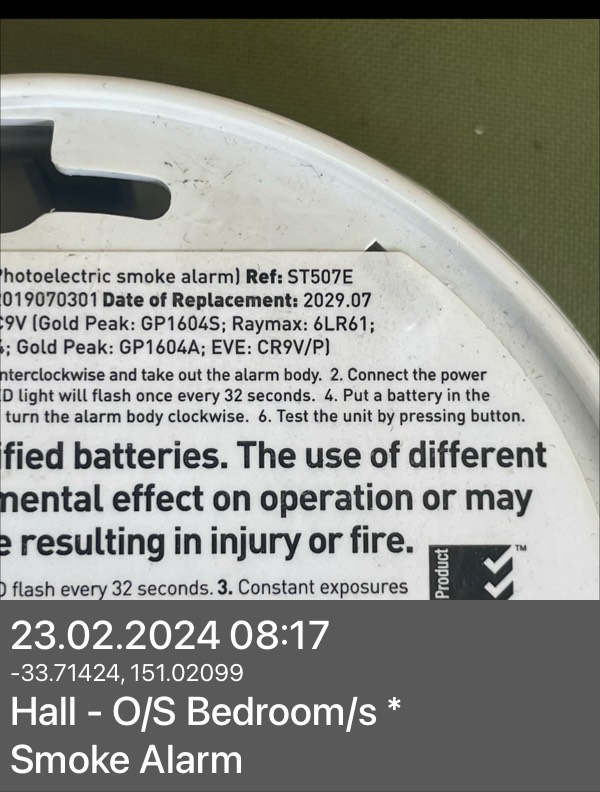 hotoelectric smoke alarm) Ref: ST507E
2019070301 Date of Replacement: 2029.07
C9V (Gold Peak: GP1604S; Raymax: 6LR61;
; Gold Peak: GP1604A; EVE: CR9V/P)
nterclockwise and take out the alarm body. 2. Connect the power
D light will flash once every 32 seconds. 4. Put a battery in the
turn the alarm body clockwise. 6. Test the unit by pressing button.
ified batteries. The use of different
mental effect on operation or may
e resulting in injury or fire.
D flash every 32 seconds. 3. Constant exposures
Product
TM
23.02.2024 08:17
-33.71424, 151.02099
Hall - O/S Bedroom/s *
Smoke Alarm